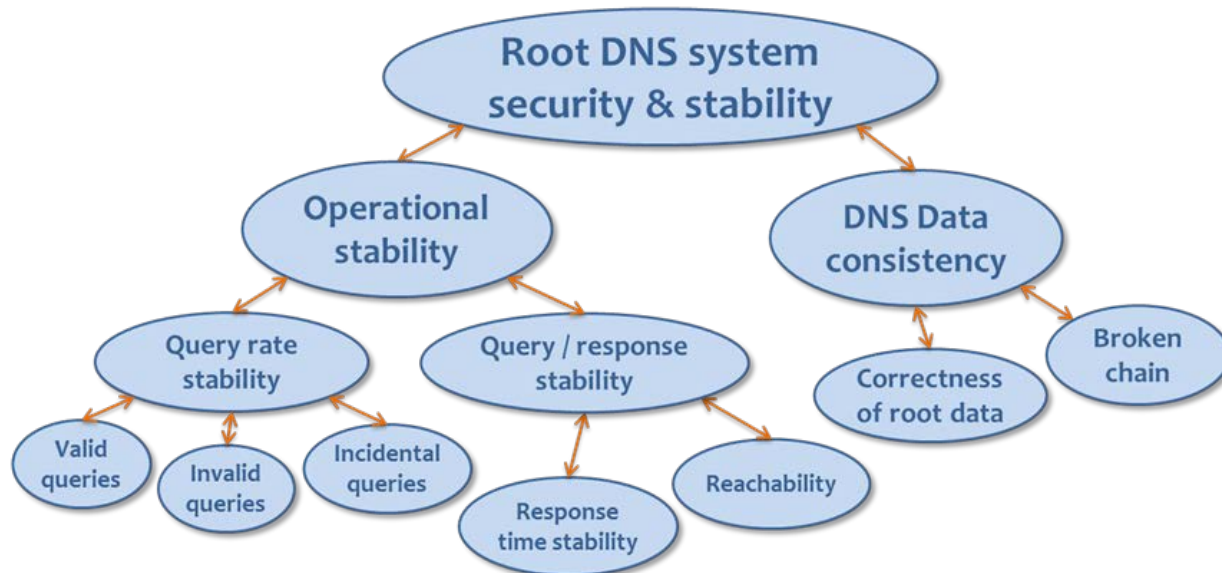 Root DNS system
security & stability
Operational
stability
DNS Data
consistency
Query rate
stability
Query / response
stability
Correctness
of root data
Broken
chain
Valid
queries
Invalid
queries
Incidental
queries
Response
time stability
Reachability